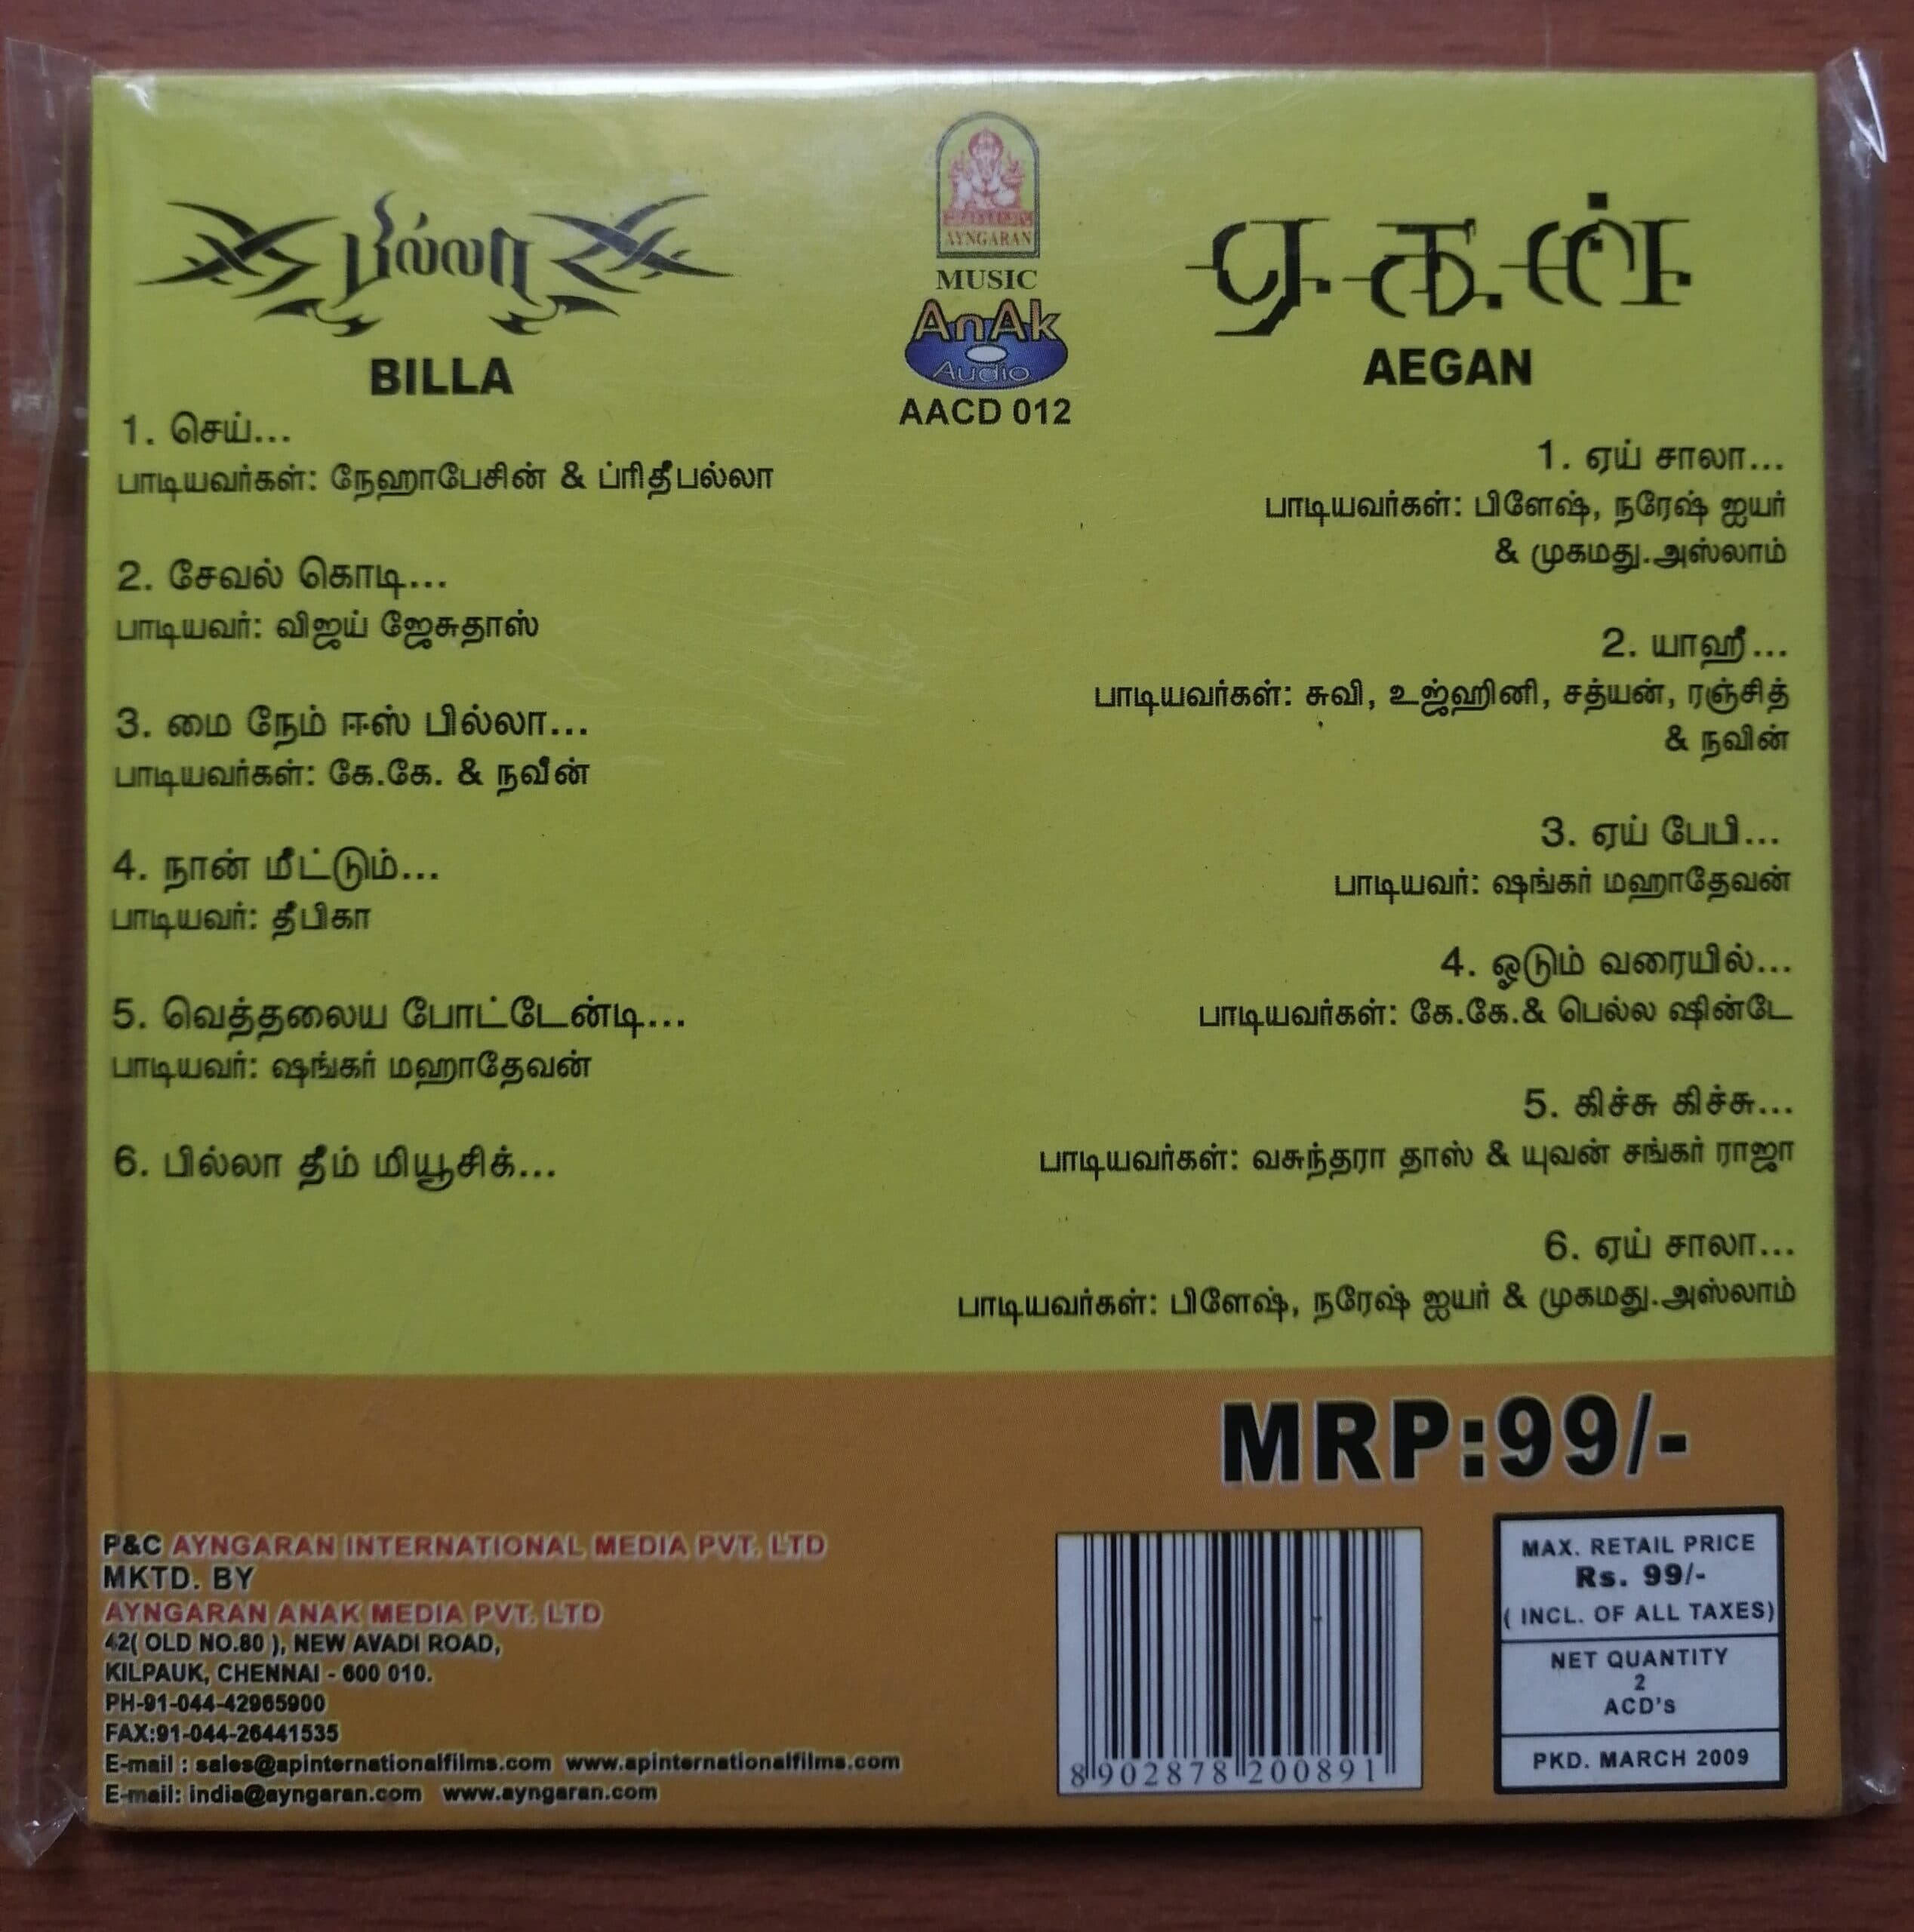 பில்லா
BILLA
1. செய்...
பாடியவர்கள்: நேஹாபேசின் & ப்ரிதீபல்லா
2. சேவல் கொடி...
பாடியவர்: விஜய் ஜேசுதாஸ்
3. மை நேம் ஈஸ் பில்லா...
பாடியவர்கள்: கே.கே. & நவீன்
4. நான் மீட்டும்...
பாடியவர்: தீபிகா
5. வெத்தலைய போட்டேன்டி...
பாடியவர்: ஷங்கர் மஹாதேவன்
6. பில்லா தீம் மியூசிக்...
AYNGARAN
MUSIC
AnAk
Audio
AACD 012
ஏகன்
AEGAN
1. ஏய் சாலா...
பாடியவர்கள்: பிளேஷ், நரேஷ் ஐயர்
& முகமது.அஸ்லாம்
2. யாஹீ...
பாடியவர்கள்: சுவி, உஜ்ஹினி, சத்யன், ரஞ்சித்
& நவின்
3. ஏய் பேபி...
பாடியவர்: ஷங்கர் மஹாதேவன்
4. ஓடும் வரையில்...
பாடியவர்கள்: கே.கே.& பெல்ல ஷின்டே
5. கிச்சு கிச்சு...
பாடியவர்கள்: வசுந்தரா தாஸ் & யுவன் சங்கர் ராஜா
6. ஏய் சாலா...
பாடியவர்கள்: பிளேஷ், நரேஷ் ஐயர் & முகமது.அஸ்லாம்
MRP:99/-
P&C AYNGARAN INTERNATIONAL MEDIA PVT. LTD
MKTD. BY
AYNGARAN ANAK MEDIA PVT. LTD
42( OLD NO.80 ), NEW AVADI ROAD,
KILPAUK, CHENNAI - 600 010.
PH-91-044-42965900
FAX:91-044-26441535
E-mail : sales@apinternationalfilms.com www.apinternationalfilms.com
E-mail: india@ayngaran.com www.ayngaran.com
8 902878 200891
MAX. RETAIL PRICE
Rs. 99/-
( INCL. OF ALL TAXES)
NET QUANTITY
2
ACD's
PKD. MARCH 2009